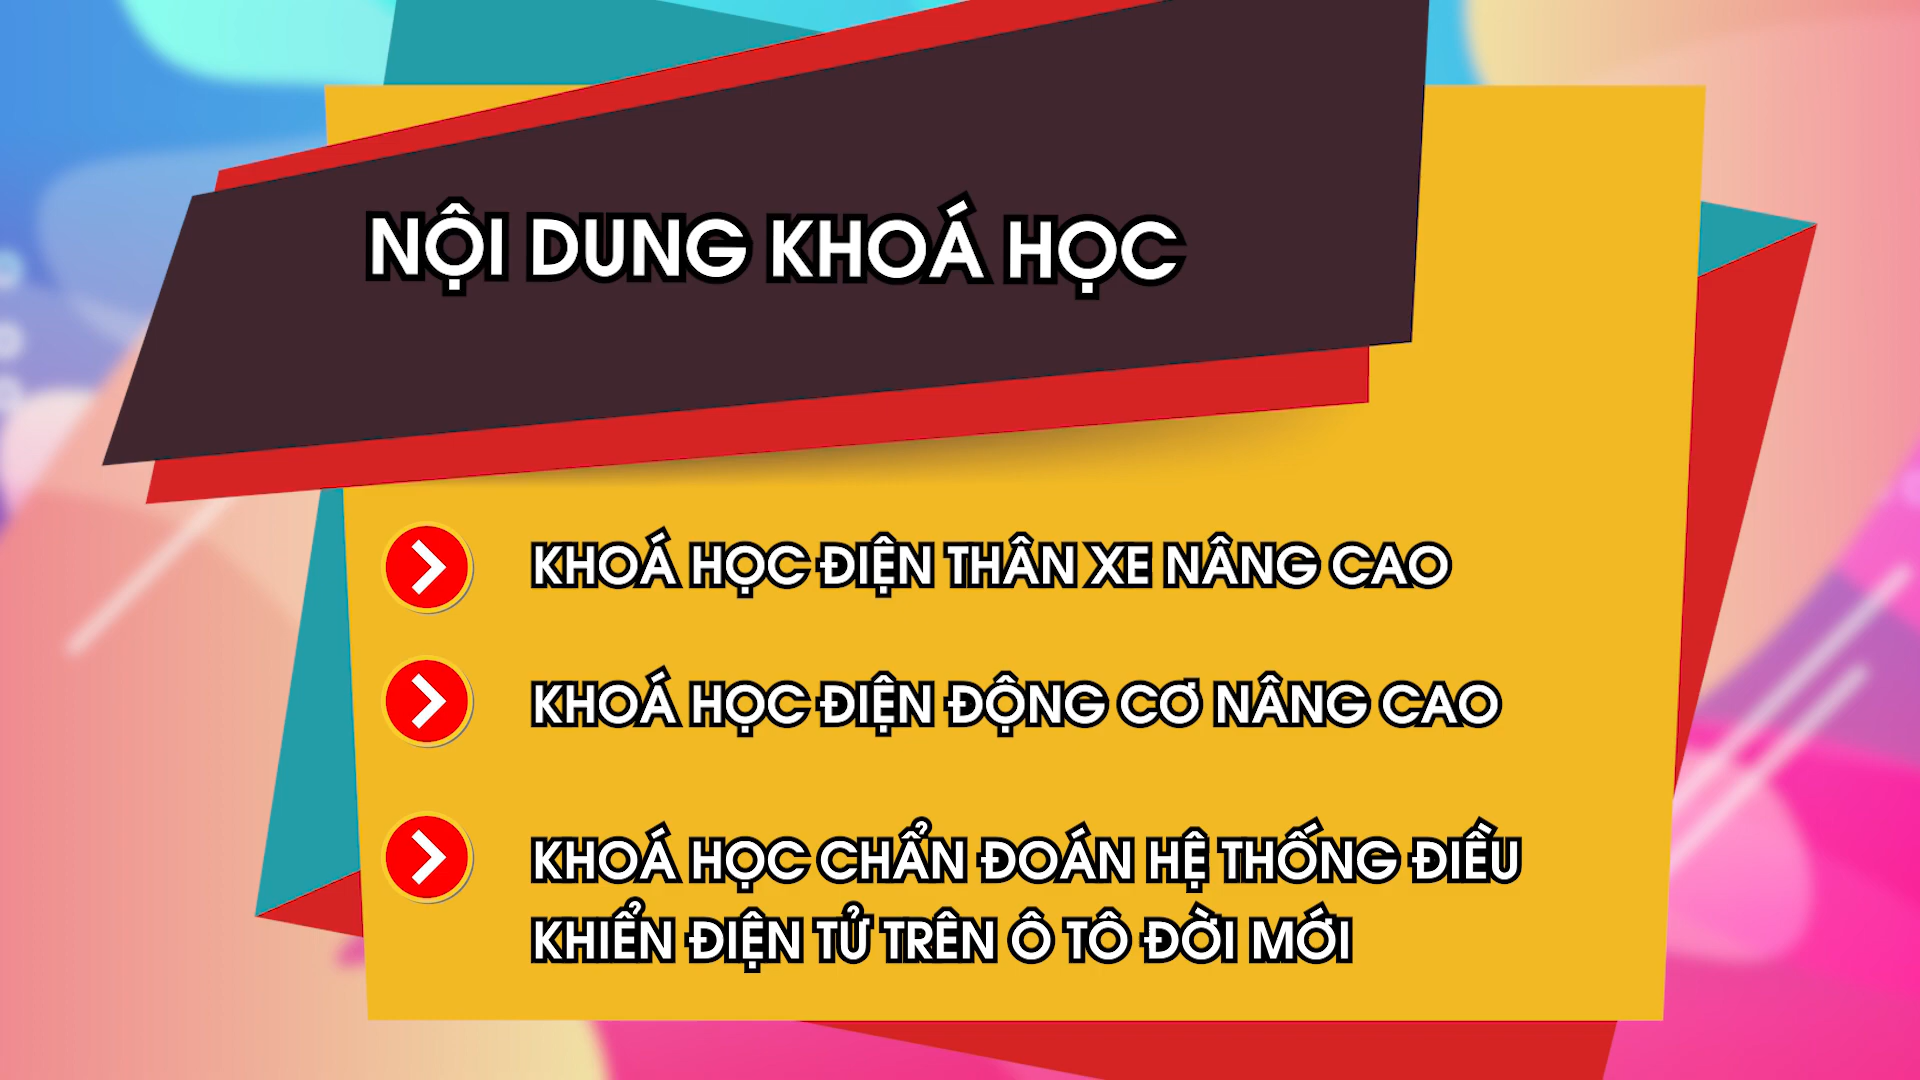 NỘI DUNG KHOÁ HỌC
KHOÁ HỌC ĐIỆN THÂN XE NÂNG CAO
KHOÁ HỌC ĐIỆN ĐỘNG CƠ NÂNG CAO
KHOÁ HỌC CHẨN ĐOÁN HỆ THỐNG ĐIỀU
KHIỂN ĐIỆN TỬ TRÊN Ô TÔ ĐỜI MỚI